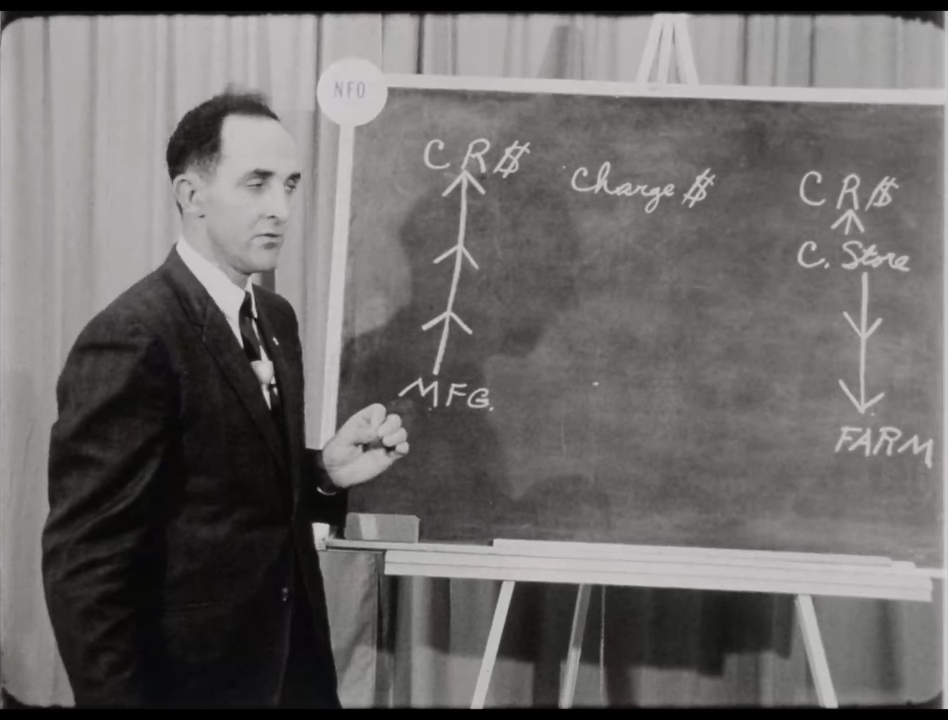 NFO
CR$
Charge $
CR$
C. Store
MFG.
FARM